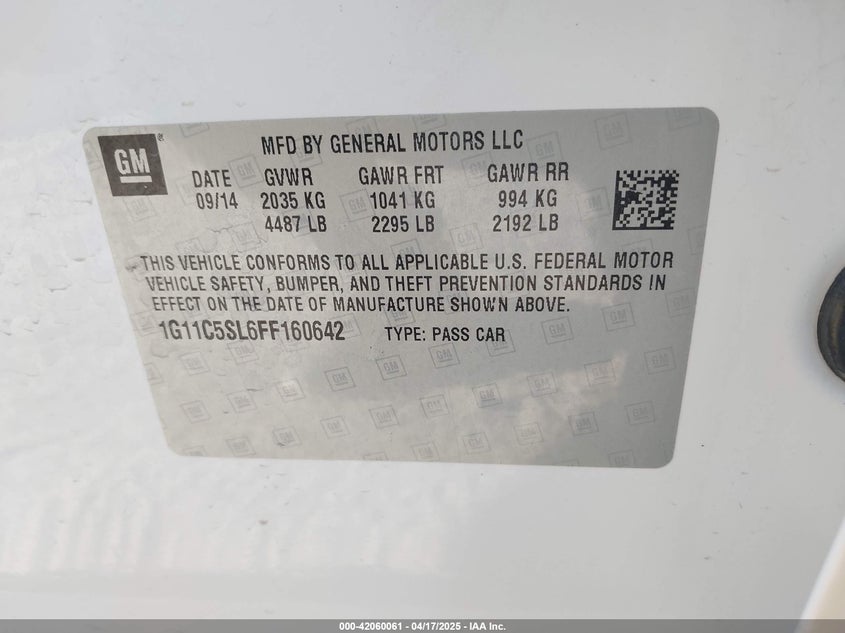 GM
MFD BY GENERAL MOTORS LLC
DATE GVWR GAWR FRT GAWR RR
09/14 2035 KG 1041 KG 994 KG
4487 LB 2295 LB 2192 LB
THIS VEHICLE CONFORMS TO ALL APPLICABLE U.S. FEDERAL MOTOR
VEHICLE SAFETY, BUMPER, AND THEFT PREVENTION STANDARDS IN
EFFECT ON THE DATE OF MANUFACTURE SHOWN ABOVE.
1G11C5SL6FF160642 TYPE: PASS CAR
000-42060061 - 04/17/2025 - IAA Inc.